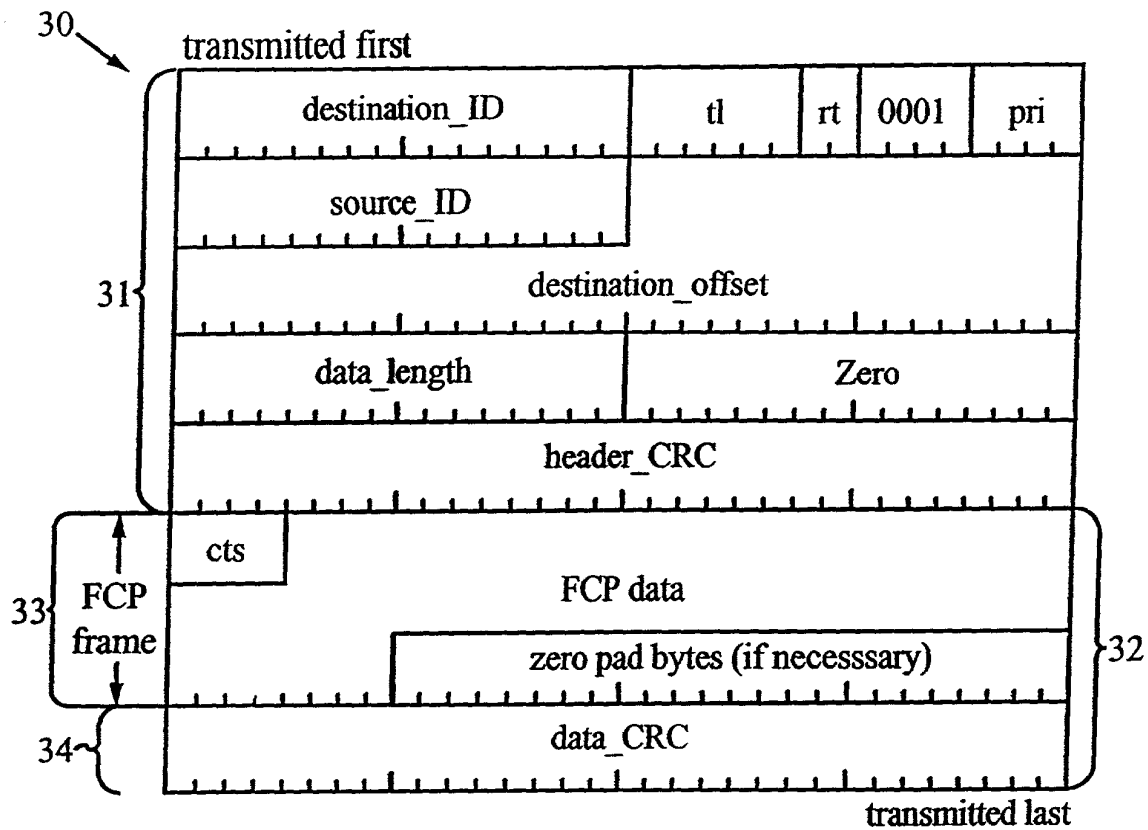 30
transmitted first
destination_ID tl rt 0001 pri
source_ID
31
destination_offset
data_length Zero
header_CRC
cts
33 FCP frame
FCP data
zero pad bytes (if necesssary)
32
34~
data_CRC
transmitted last